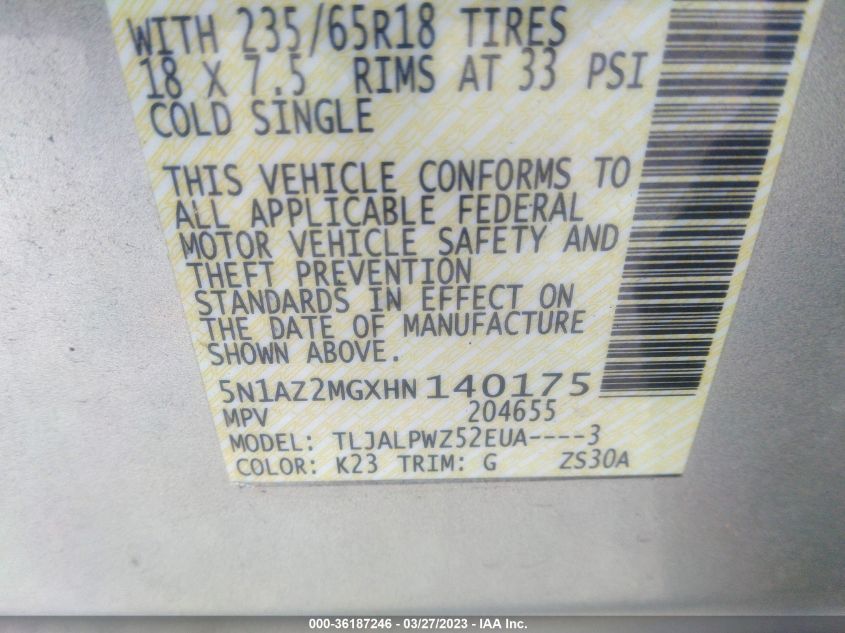 WITH 235/65R18 TIRES
18 X 7.5 RIMS AT 33 PSI
COLD SINGLE
THIS VEHICLE CONFORMS TO
ALL APPLICABLE FEDERAL
MOTOR VEHICLE SAFETY AND
THEFT PREVENTION
STANDARDS IN EFFECT ON
THE DATE OF MANUFACTURE
SHOWN ABOVE.
5N1AZ2MGXHN140175
MPV 204655
MODEL: TLJALPWZ52EUA----3
COLOR: K23 TRIM: G ZS30A
000-36187246 - 03/27/2023 - IAA Inc.